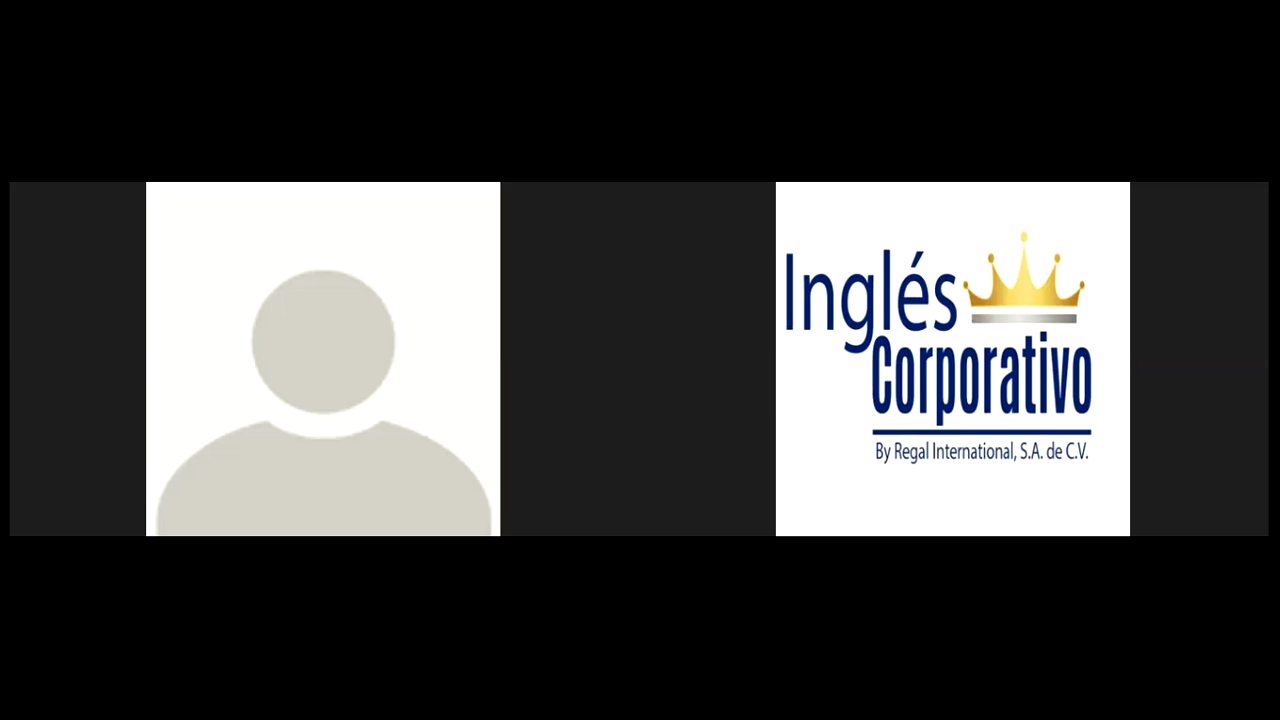 Inglés
Corporativo
By Regal International, S.A. de C.V.